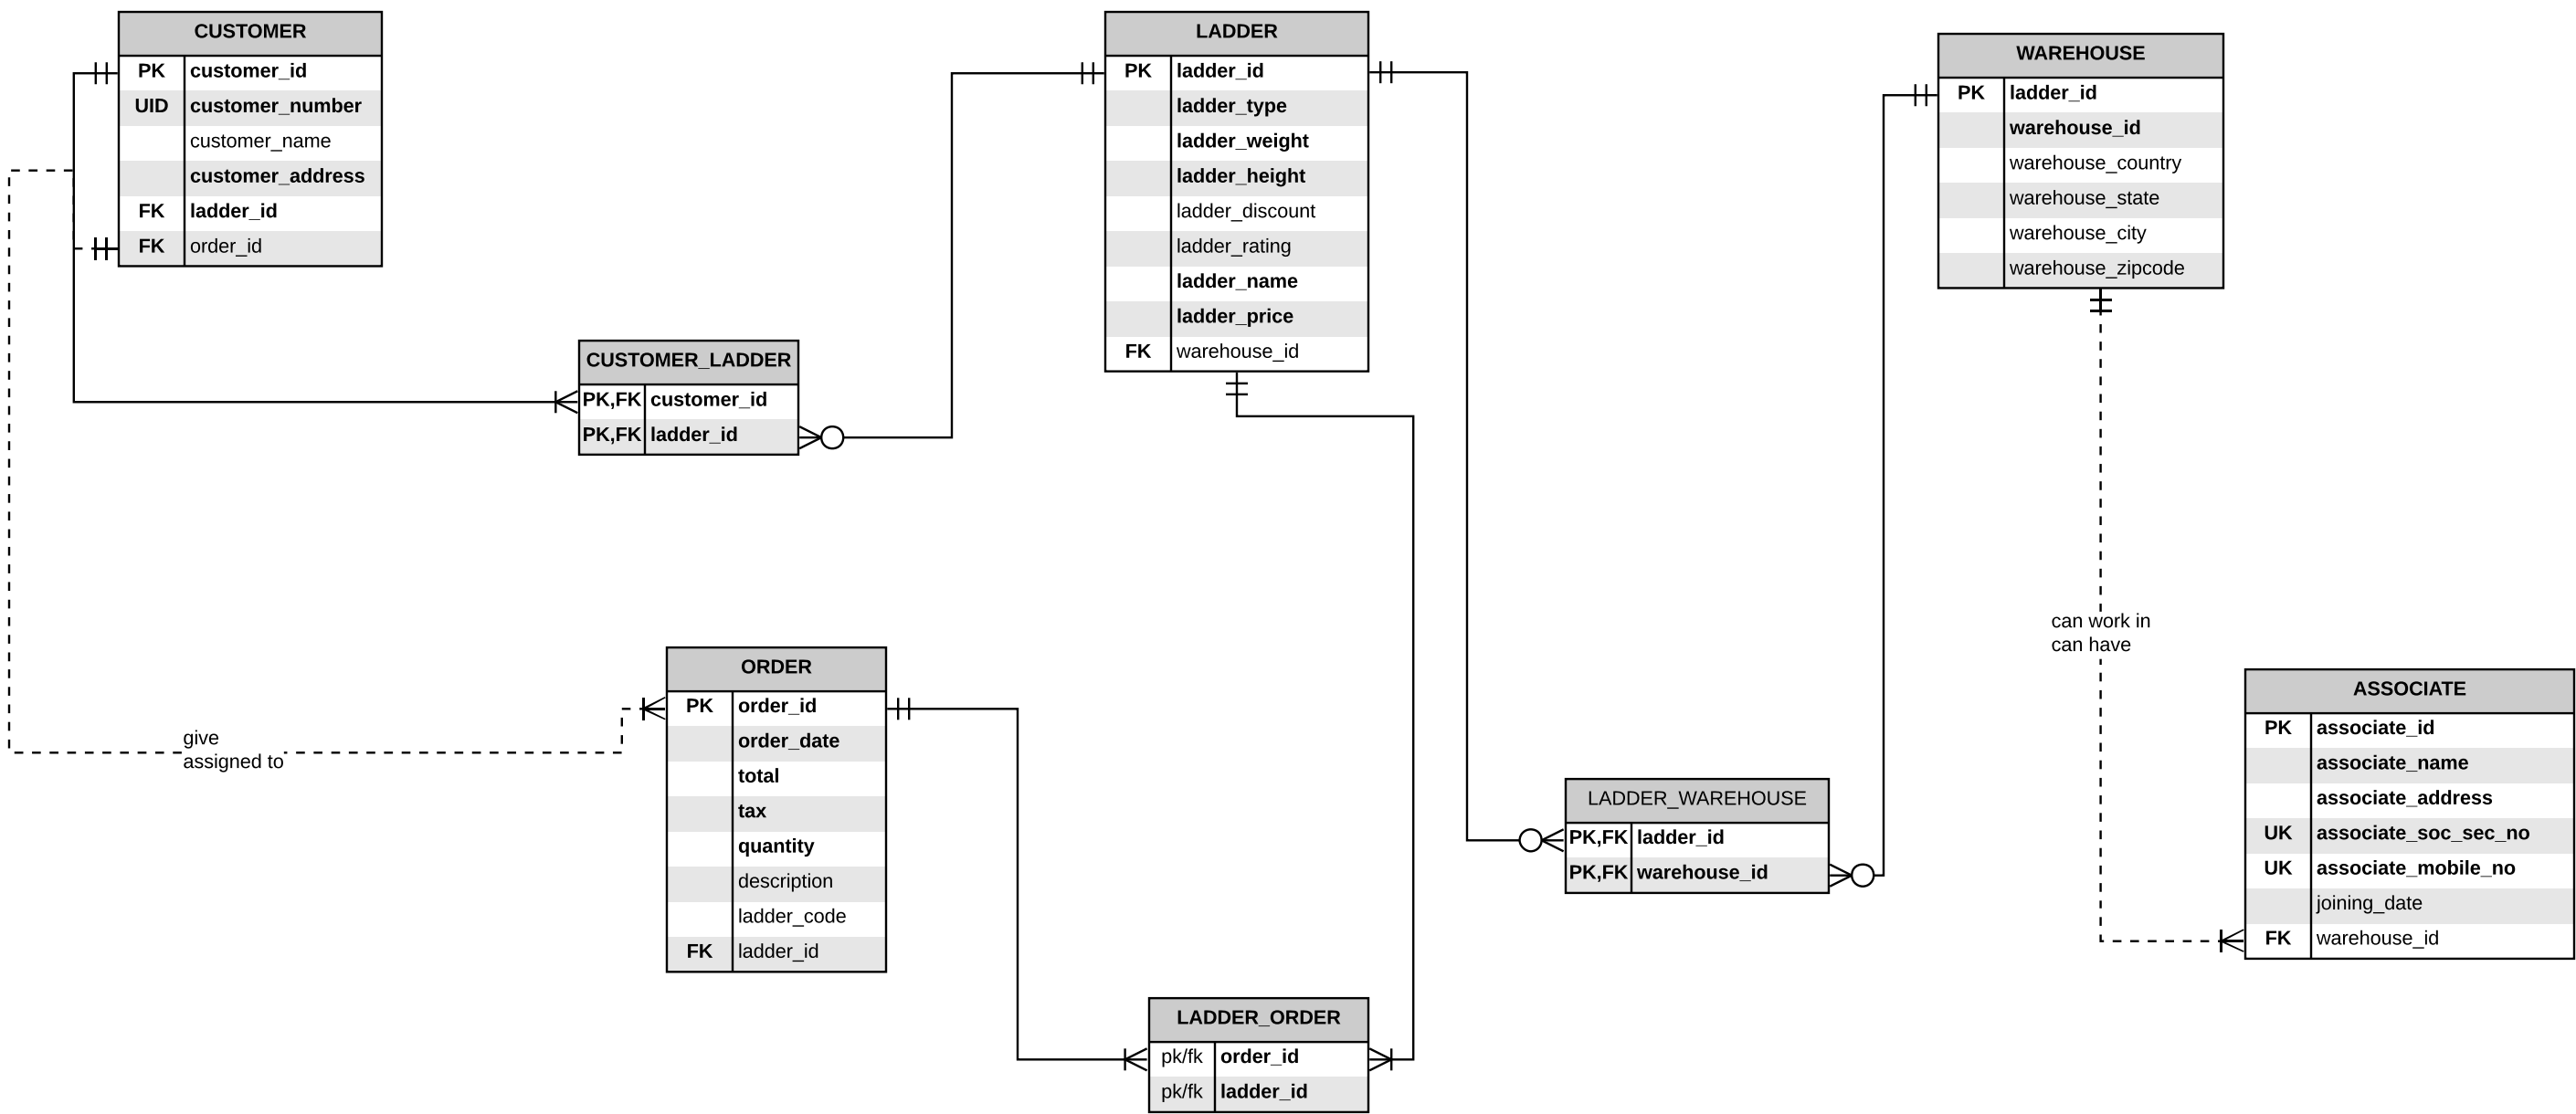 CUSTOMER
PK customer_id
UID customer_number
customer_name
customer_address
FK ladder_id
FK order_id
LADDER
PK ladder_id
ladder_type
ladder_weight
ladder_height
ladder_discount
ladder_rating
ladder_name
ladder_price
FK warehouse_id
WAREHOUSE
PK ladder_id
warehouse_id
warehouse_country
warehouse_state
warehouse_city
warehouse_zipcode
CUSTOMER_LADDER
PK,FK customer_id
PK,FK ladder_id
can work in
can have
give
assigned to
ORDER
PK order_id
order_date
total
tax
quantity
description
ladder_code
FK ladder_id
ASSOCIATE
PK associate_id
associate_name
associate_address
UK associate_soc_sec_no
UK associate_mobile_no
joining_date
FK warehouse_id
LADDER_WAREHOUSE
PK,FK ladder_id
PK,FK warehouse_id
LADDER_ORDER
pk/fk order_id
pk/fk ladder_id